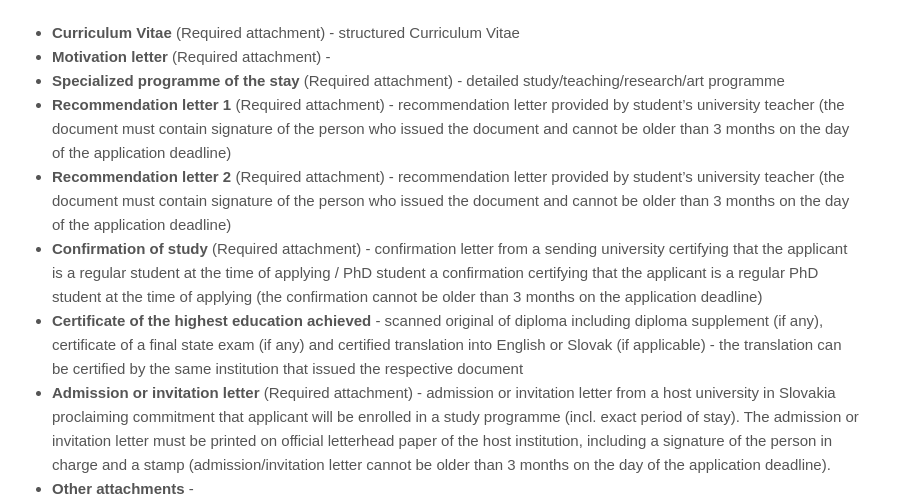 • Curriculum Vitae (Required attachment) - structured Curriculum Vitae
• Motivation letter (Required attachment) -
• Specialized programme of the stay (Required attachment) - detailed study/teaching/research/art programme
• Recommendation letter 1 (Required attachment) - recommendation letter provided by student’s university teacher (the
document must contain signature of the person who issued the document and cannot be older than 3 months on the day
of the application deadline)
• Recommendation letter 2 (Required attachment) - recommendation letter provided by student’s university teacher (the
document must contain signature of the person who issued the document and cannot be older than 3 months on the day
of the application deadline)
• Confirmation of study (Required attachment) - confirmation letter from a sending university certifying that the applicant
is a regular student at the time of applying / PhD student a confirmation certifying that the applicant is a regular PhD
student at the time of applying (the confirmation cannot be older than 3 months on the application deadline)
• Certificate of the highest education achieved - scanned original of diploma including diploma supplement (if any),
certificate of a final state exam (if any) and certified translation into English or Slovak (if applicable) - the translation can
be certified by the same institution that issued the respective document
• Admission or invitation letter (Required attachment) - admission or invitation letter from a host university in Slovakia
proclaiming commitment that applicant will be enrolled in a study programme (incl. exact period of stay). The admission or
invitation letter must be printed on official letterhead paper of the host institution, including a signature of the person in
charge and a stamp (admission/invitation letter cannot be older than 3 months on the day of the application deadline).
• Other attachments -